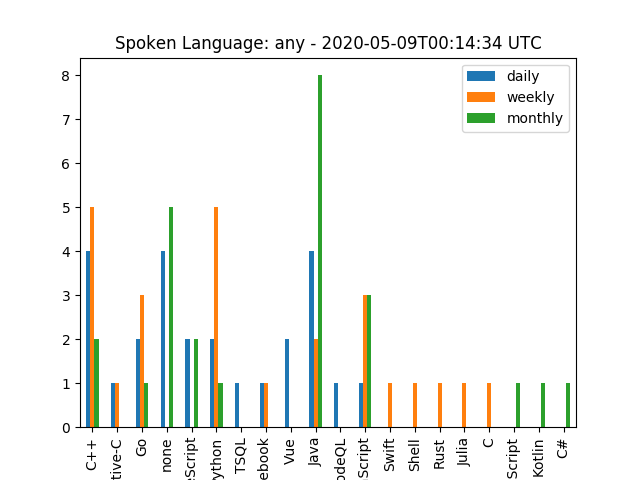 Spoken Language: any - 2020-05-09T00:14:34 UTC
daily
weekly
monthly
8
7
6
5
4
3
2
1
0
C++
tive-C
Go
none
eScript
ython
TSQL
ebook
Vue
Java
odeQL
Script
Swift
Shell
Rust
Julia
C
Script
Kotlin
C#